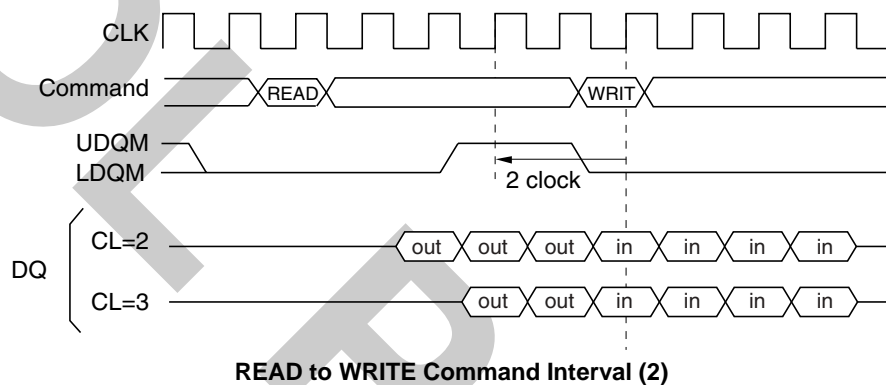 CLK
Command READ WRIT
UDQM
LDQM
2 clock
CL=2 out out out in in in in
DQ
CL=3 out out in in in in
READ to WRITE Command Interval (2)